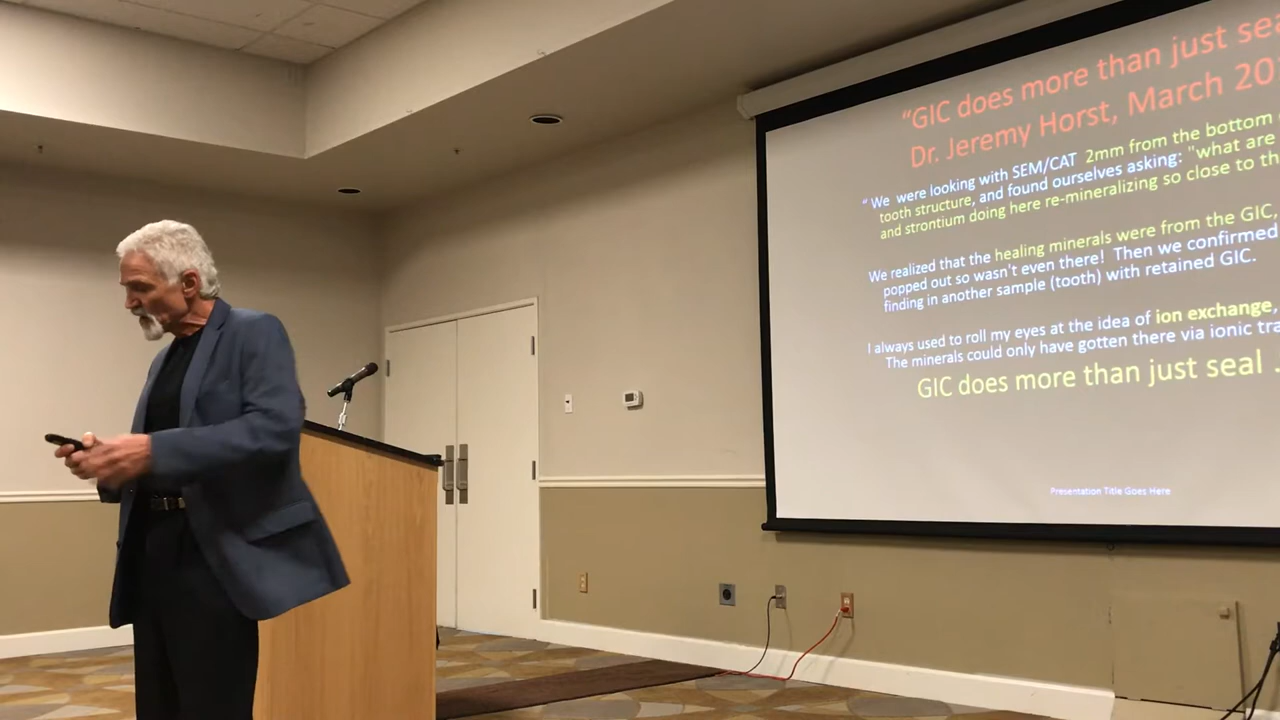 “GIC does more than just sea
Dr. Jeremy Horst, March 20
“ We were looking with SEM/CAT 2mm from the bottom
tooth structure, and found ourselves asking: "what are
and strontium doing here re-mineralizing so close to th
We realized that the healing minerals were from the GIC,
popped out so wasn't even there! Then we confirmed
finding in another sample (tooth) with retained GIC.
I always used to roll my eyes at the idea of ion exchange,
The minerals could only have gotten there via ionic tra
GIC does more than just seal .
Presentation Title Goes Here